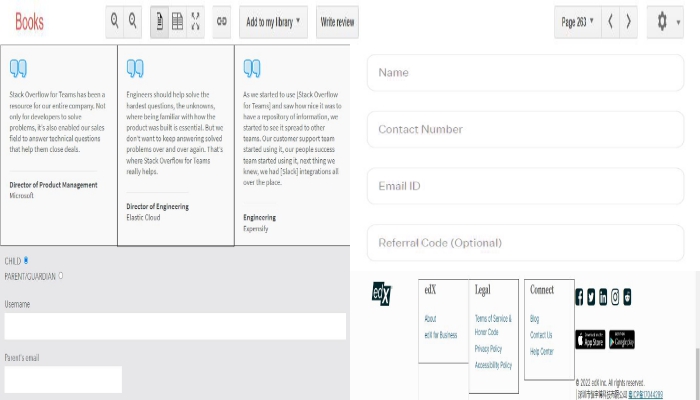 Books
Add to my library
Write review
Page 263
Stack Overflow for Teams has been a
resource for our entire company. Not
only for developers to solve
problems, it's also enabled our sales
field to answer technical questions
that help them close deals.
Director of Product Management
Microsoft
Engineers should help solve the
hardest questions, the unknowns,
where being familiar with how the
product was built is essential. But we
don't want to keep answering solved
problems over and over again. That's
where Stack Overflow for Teams
really helps.
Director of Engineering
Elastic Cloud
As we started to use [Stack Overflow
for Teams] and saw how nice it was to
have a repository of information, we
started to see it spread to other
teams. Our customer support team
started using it, our people success
team started using it, next thing we
knew, we had [Slack] integrations all
over the place.
Engineering
Expensify
CHILD
PARENT/GUARDIAN
Username
Parent's email
Name
Contact Number
Email ID
Referral Code (Optional)
edX
edX
About
edX for Business
Legal
Terms of Service &
Honor Code
Privacy Policy
Accessibility Policy
Connect
Blog
Contact Us
Help Center
App Store
Google play
© 2022 edX Inc. All rights reserved.